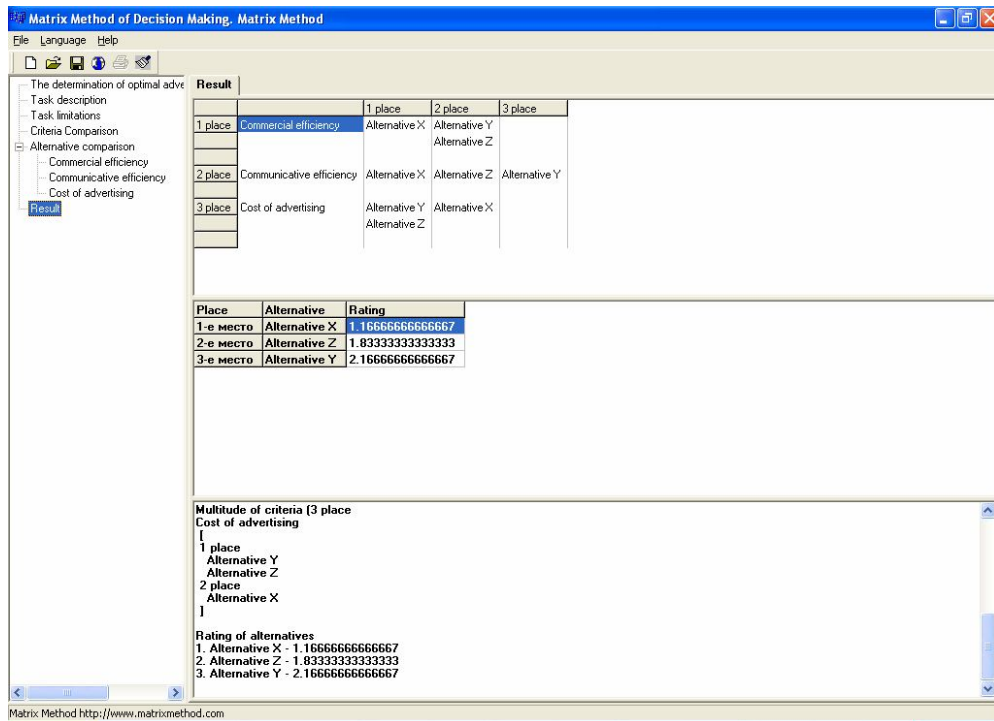 Matrix Method of Decision Making. Matrix Method
File Language Help
The determination of optimal adve
Task description
Task limitations
Criteria Comparison
Alternative comparison
Commercial efficiency
Communicative efficiency
Cost of advertising
Result
Result
1 place 2 place 3 place
1 place Commercial efficiency Alternative X Alternative Y
Alternative Z
2 place Communicative efficiency Alternative X Alternative Z Alternative Y
3 place Cost of advertising Alternative Y Alternative X
Alternative Z
Place Alternative Rating
1-е место Alternative X 1.16666666666667
2-е место Alternative Z 1.83333333333333
3-е место Alternative Y 2.16666666666667
Multitude of criteria (3 place
Cost of advertising
[
1 place
Alternative Y
Alternative Z
2 place
Alternative X
]
Rating of alternatives
1. Alternative X - 1.16666666666667
2. Alternative Z - 1.83333333333333
3. Alternative Y - 2.16666666666667
Matrix Method http://www.matrixmethod.com